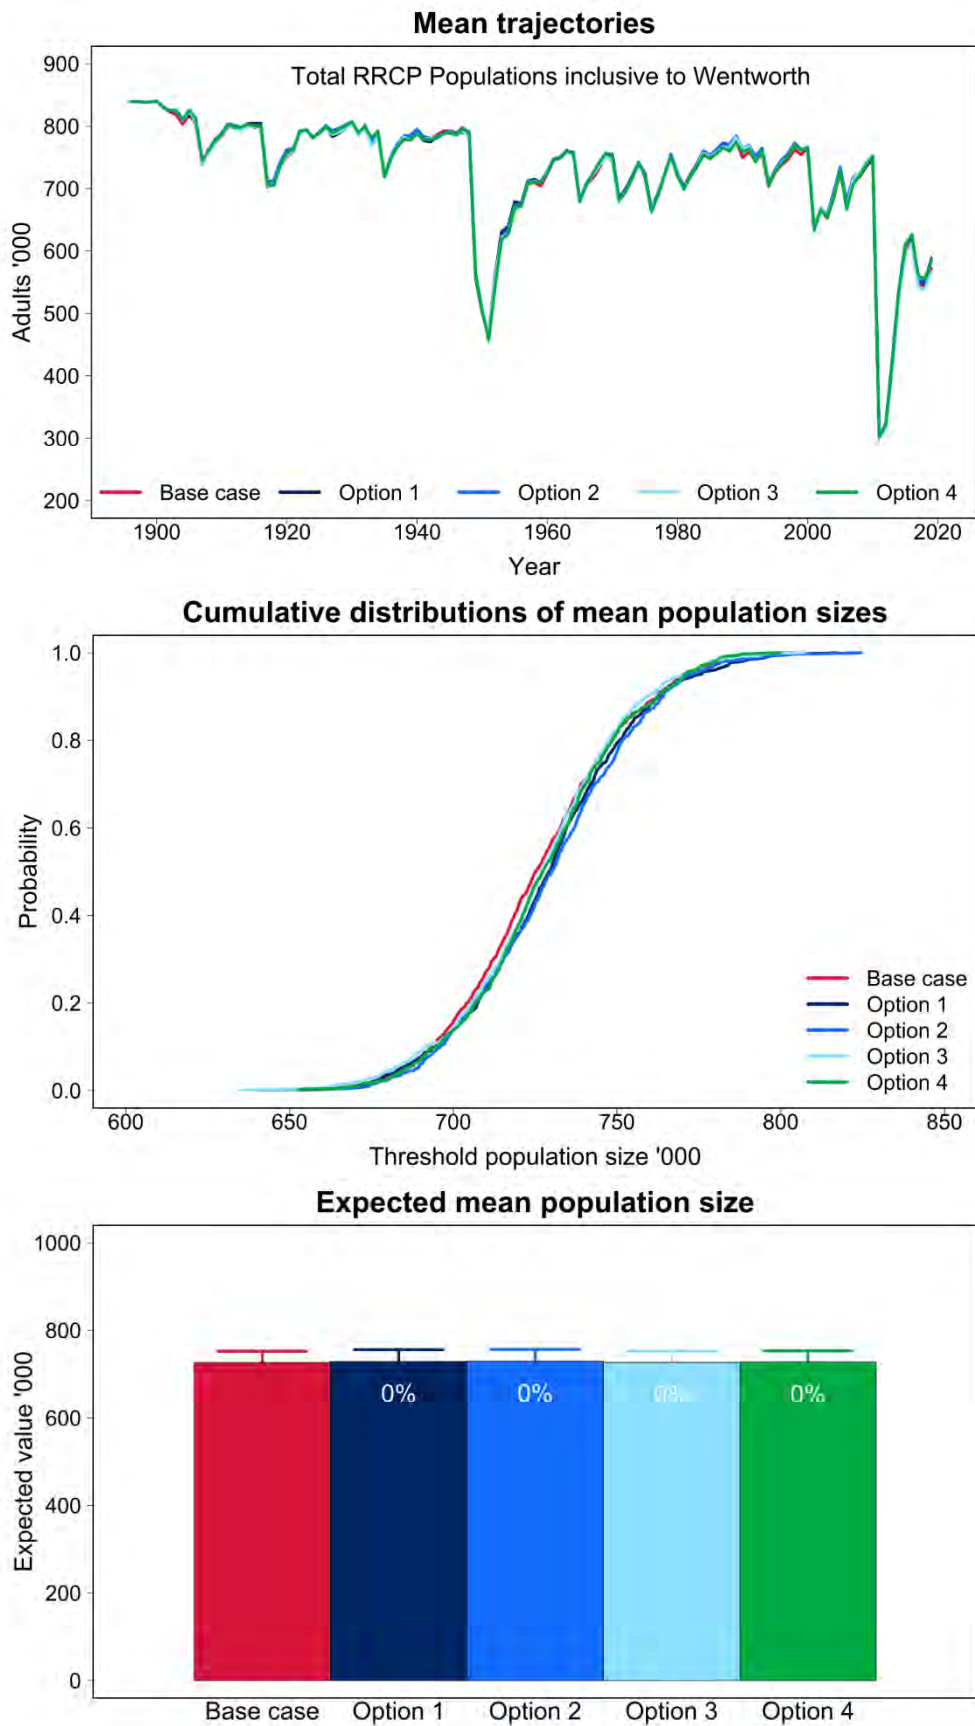 Mean trajectories
Total RRCP Populations inclusive to Wentworth
Adults '000
900
800
700
600
500
400
300
200
Base case Option 1 Option 2 Option 3 Option 4
1900 1920 1940 1960 1980 2000 2020
Year
Cumulative distributions of mean population sizes
Probability
1.0
0.8
0.6
0.4
0.2
0.0
Base case
Option 1
Option 2
Option 3
Option 4
600 650 700 750 800 850
Threshold population size '000
Expected mean population size
Expected value '000
1000
800
600
400
200
0
0% 0% 0% 0%
Base case Option 1 Option 2 Option 3 Option 4